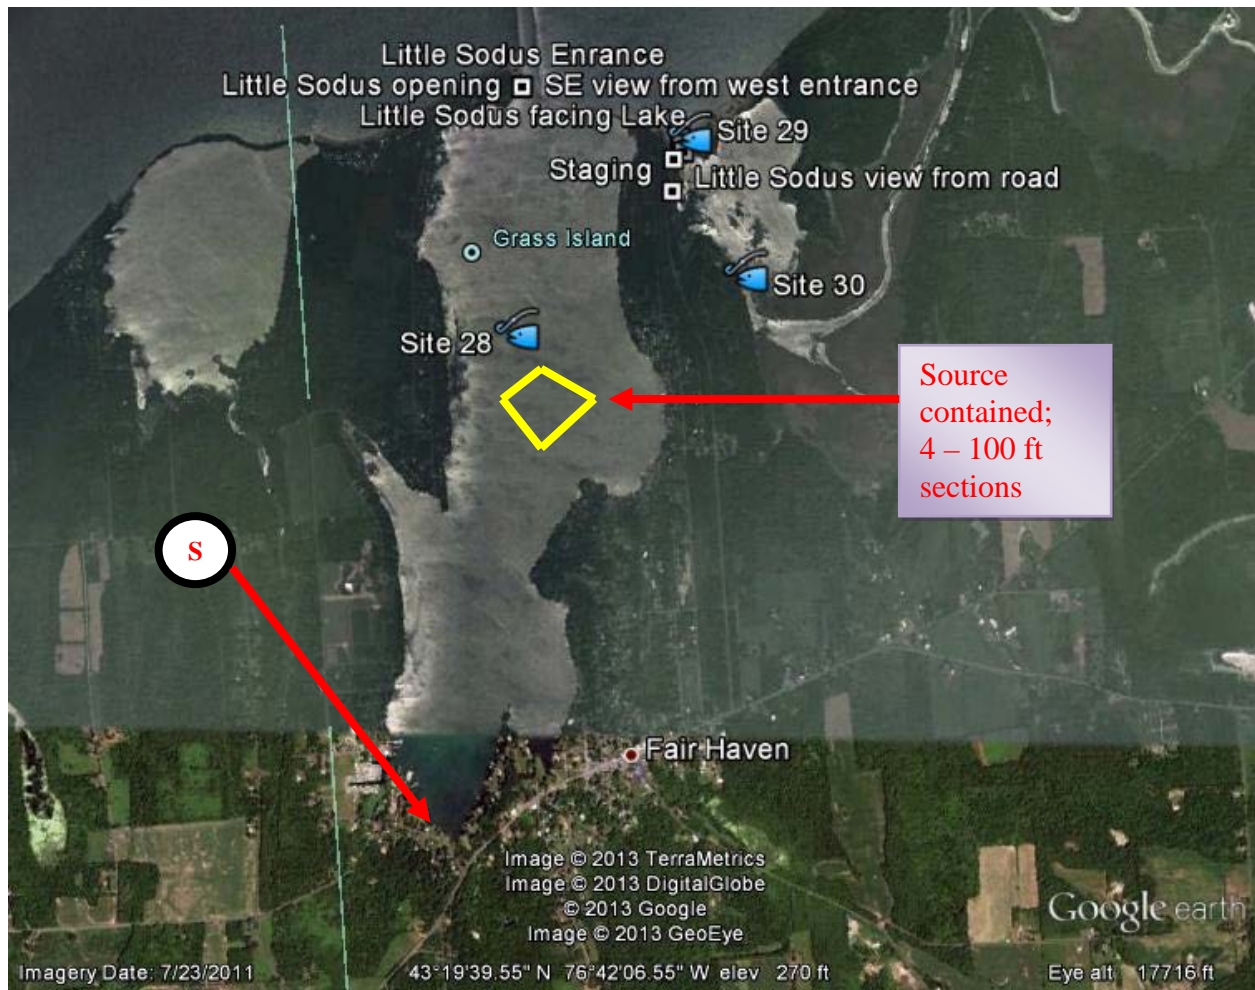 Little Sodus Enrance
Little Sodus opening SE view from west entrance
Little Sodus facing Lake
Site 29
Staging
Little Sodus view from road
Grass Island
Site 30
Site 28
Source
contained;
4 – 100 ft
sections
S
Fair Haven
Image © 2013 TerraMetrics
Image © 2013 DigitalGlobe
© 2013 Google
Image © 2013 GeoEye
Google earth
Imagery Date: 7/23/2011
43°19'39.55" N 76°42'06.55" W elev 270 ft
Eye alt 17716 ft